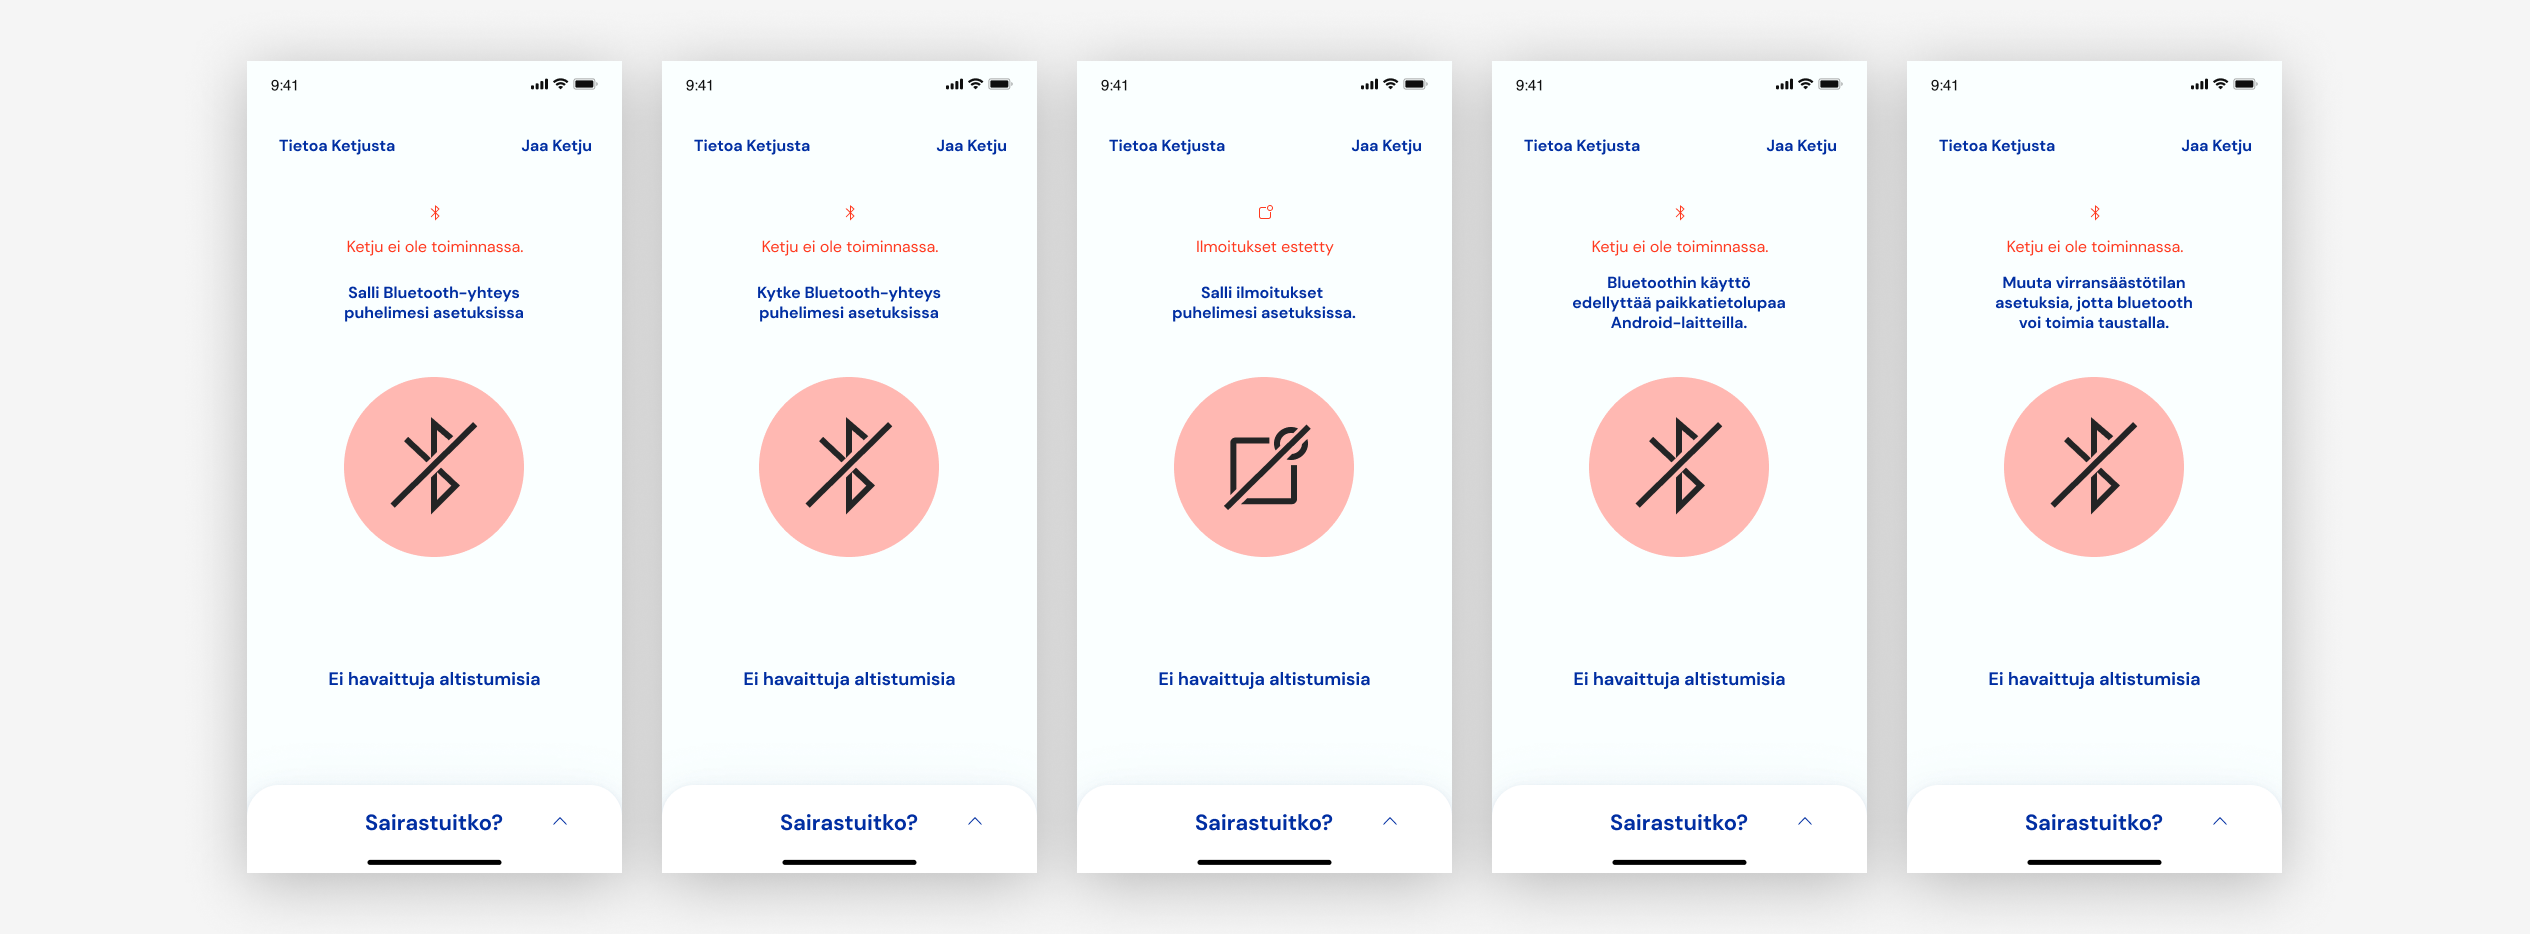 9:41
Tietoa Ketjusta
Jaa Ketju
Ketju ei ole toiminnassa.
Salli Bluetooth-yhteys
puhelimesi asetuksissa
Ei havaittuja altistumisia
Sairastuitko?
9:41
Tietoa Ketjusta
Jaa Ketju
Ketju ei ole toiminnassa.
Kytke Bluetooth-yhteys
puhelimesi asetuksissa
Ei havaittuja altistumisia
Sairastuitko?
9:41
Tietoa Ketjusta
Jaa Ketju
Ilmoitukset estetty
Salli ilmoitukset
puhelimesi asetuksissa.
Ei havaittuja altistumisia
Sairastuitko?
9:41
Tietoa Ketjusta
Jaa Ketju
Ketju ei ole toiminnassa.
Bluetoothin käyttö
edellyttää paikkatietolupaa
Android-laitteilla.
Ei havaittuja altistumisia
Sairastuitko?
9:41
Tietoa Ketjusta
Jaa Ketju
Ketju ei ole toiminnassa.
Muuta virransäästötilan
asetuksia, jotta bluetooth
voi toimia taustalla.
Ei havaittuja altistumisia
Sairastuitko?